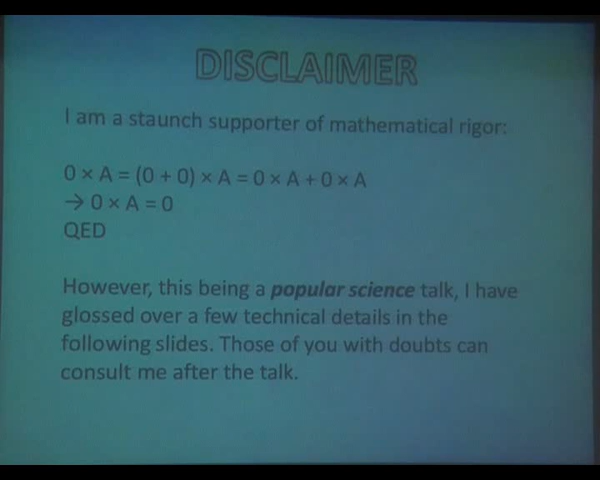 DISCLAIMER
I am a staunch supporter of mathematical rigor:
0 × A = (0 + 0) × A = 0 × A + 0 × A
→ 0 × A = 0
QED
However, this being a popular science talk, I have
glossed over a few technical details in the
following slides. Those of you with doubts can
consult me after the talk.